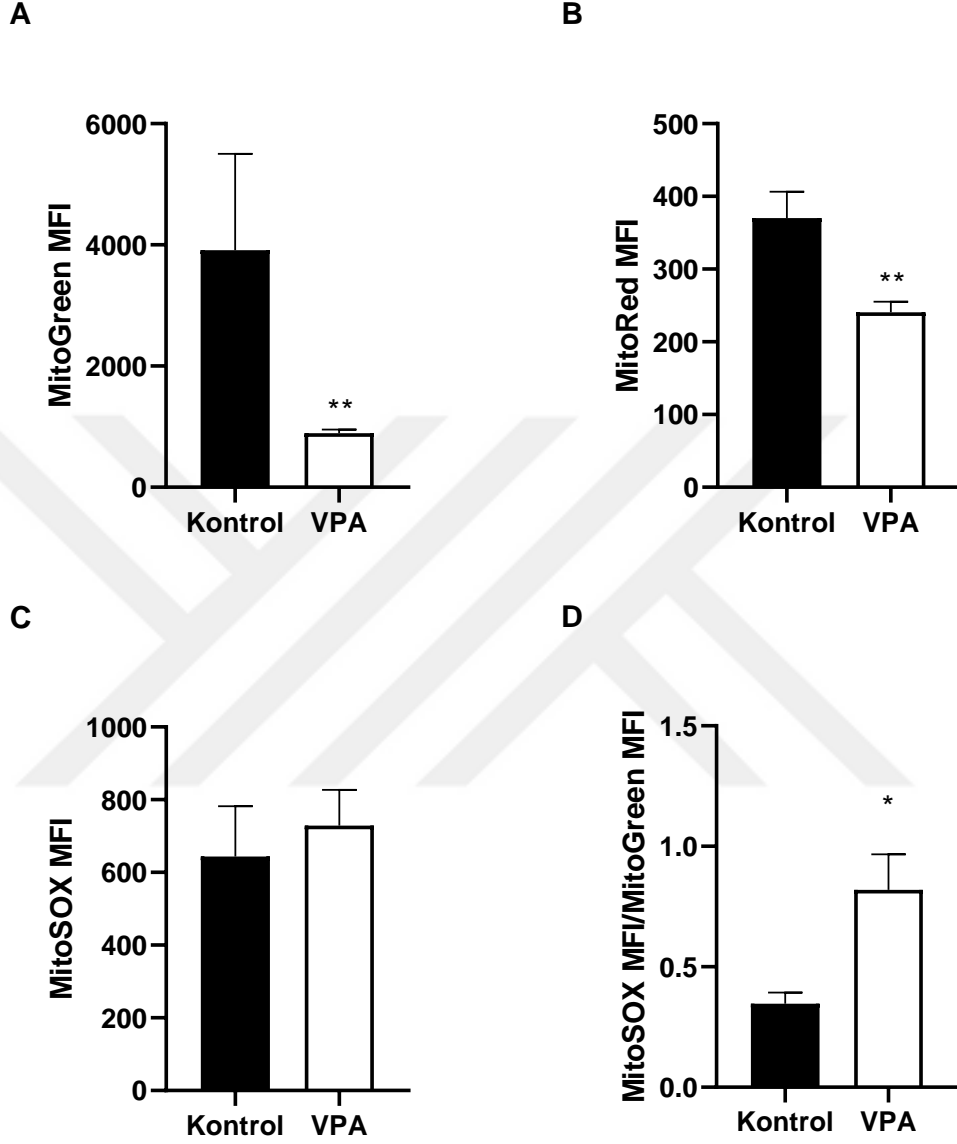 A
MitoGreen MFI
6000
4000
2000
0
**
Kontrol VPA
B
MitoRed MFI
500
400
300
200
100
0
**
Kontrol VPA
C
MitoSOX MFI
1000
800
600
400
200
0
Kontrol VPA
D
MitoSOX MFI/MitoGreen MFI
1.5
1.0
0.5
0.0
*
Kontrol VPA